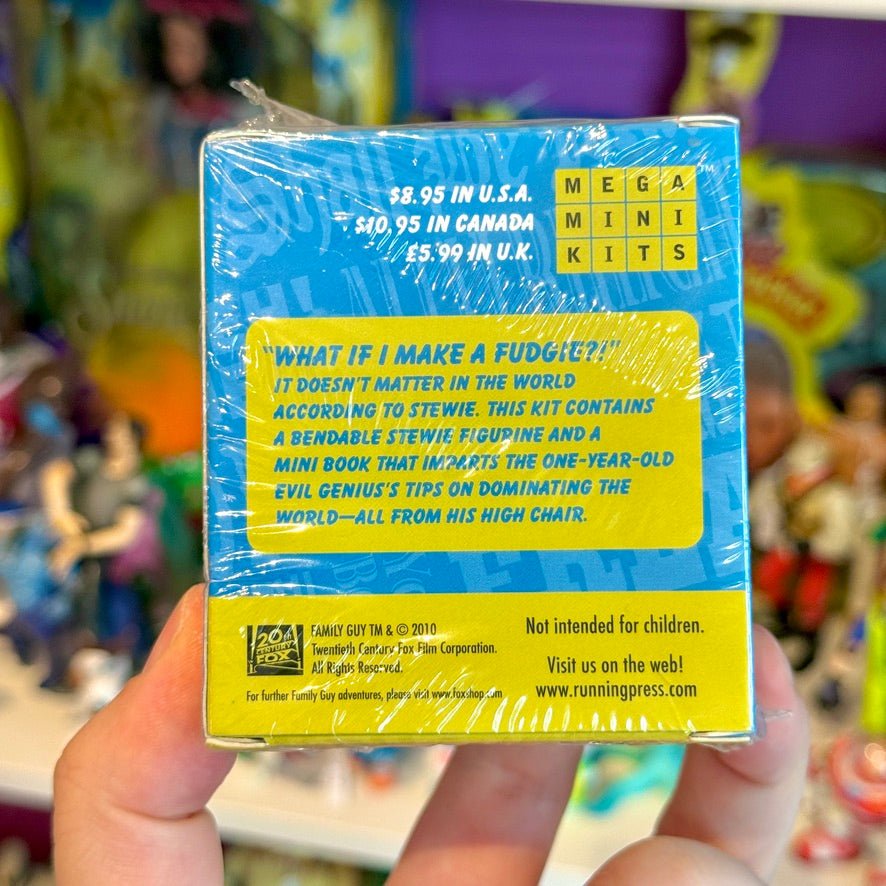 $8.95 IN U.S.A.
$10.95 IN CANADA
£5.99 IN U.K.
MEGA
MINI
KITS
™
"WHAT IF I MAKE A FUDGIE?!"
IT DOESN'T MATTER IN THE WORLD
ACCORDING TO STEWIE. THIS KIT CONTAINS
A BENDABLE STEWIE FIGURINE AND A
MINI BOOK THAT IMPARTS THE ONE-YEAR-OLD
EVIL GENIUS'S TIPS ON DOMINATING THE
WORLD—ALL FROM HIS HIGH CHAIR.
20th
CENTURY
FOX
FAMILY GUY TM & © 2010
Twentieth Century Fox Film Corporation.
All Rights Reserved.
For further Family Guy adventures, please visit www.foxshop.com
Not intended for children.
Visit us on the web!
www.runningpress.com